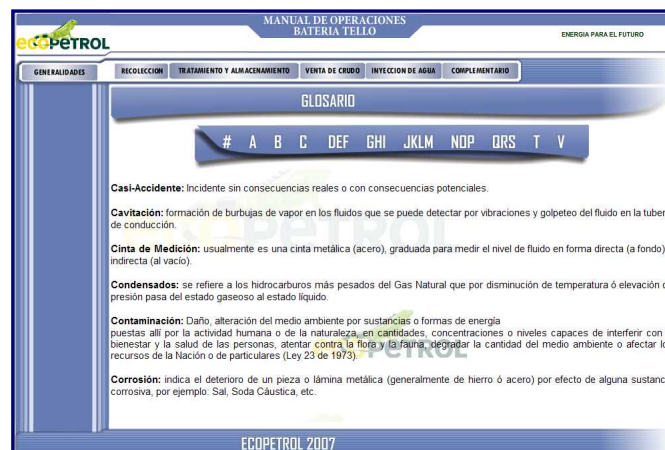 MANUAL DE OPERACIONES
BATERIA TELLO
ecoPETROL
ENERGIA PARA EL FUTURO
GENERALIDADES
RECOLECCION TRATAMIENTO Y ALMACENAMIENTO VENTA DE CRUDO INYECCION DE AGUA COMPLEMENTARIO
GLOSARIO
# A B C DEF GHI JKLM NOP QRS T V
Casi-Accidente: Incidente sin consecuencias reales o con consecuencias potenciales.
Cavitación: formación de burbujas de vapor en los fluidos que se puede detectar por vibraciones y golpeteo del fluido en la tuber
de conducción.
Cinta de Medición: usualmente es una cinta metálica (acero), graduada para medir el nivel de fluido en forma directa (a fondo)
indirecta (al vacío).
Condensados: se refiere a los hidrocarburos más pesados del Gas Natural que por disminución de temperatura ó elevación d
presión pasa del estado gaseoso al estado líquido.
Contaminación: Daño, alteración del medio ambiente por sustancias o formas de energía
puestas allí por la actividad humana o de la naturaleza, en cantidades, concentraciones o niveles capaces de interferir con
bienestar y la salud de las personas, atentar contra la flora y la fauna, degradar la cantidad del medio ambiente o afectar lo
recursos de la Nación o de particulares (Ley 23 de 1973).
Corrosión: indica el deterioro de un pieza o lámina metálica (generalmente de hierro ó acero) por efecto de alguna sustanc
corrosiva, por ejemplo: Sal, Soda Cáustica, etc.
ECOPETROL 2007